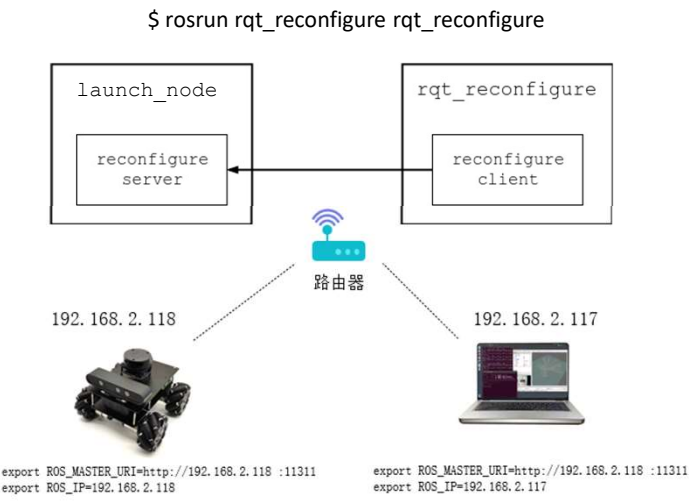 $ rosrun rqt_reconfigure rqt_reconfigure
launch_node
rqt_reconfigure
reconfigure
server
reconfigure
client
路由器
192.168.2.118
192.168.2.117
export ROS_MASTER_URI=http://192.168.2.118 :11311
export ROS_IP=192.168.2.118
export ROS_MASTER_URI=http://192.168.2.118 :11311
export ROS_IP=192.168.2.117